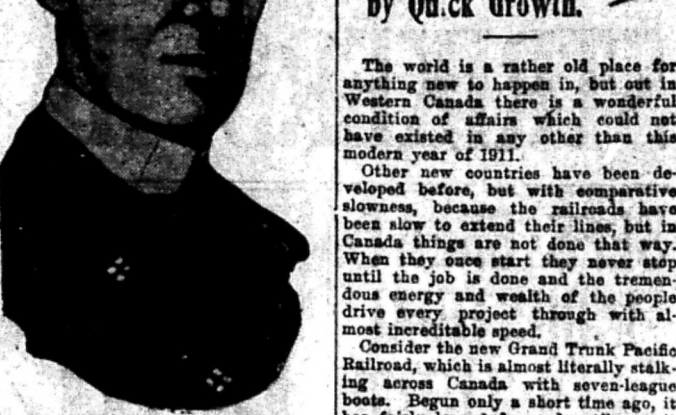 by Quick Growth.
The world is a rather old place for
anything new to happen in, but out in
Western Canada there is a wonderful
condition of affairs which could not
have existed in any other than this
modern year of 1911.
Other new countries have been de-
veloped before, but with comparative
slowness, because the railroads have
been slow to extend their lines, but in
Canada things are not done that way.
When they once start they never stop
until the job is done and the tremen-
dous energy and wealth of the people
drive every project through with al-
most increditable speed.
Consider the new Grand Trunk Pacific
Railroad, which is almost literally stalk-
ing across Canada with seven-league
boots. Begun only a short time ago, it